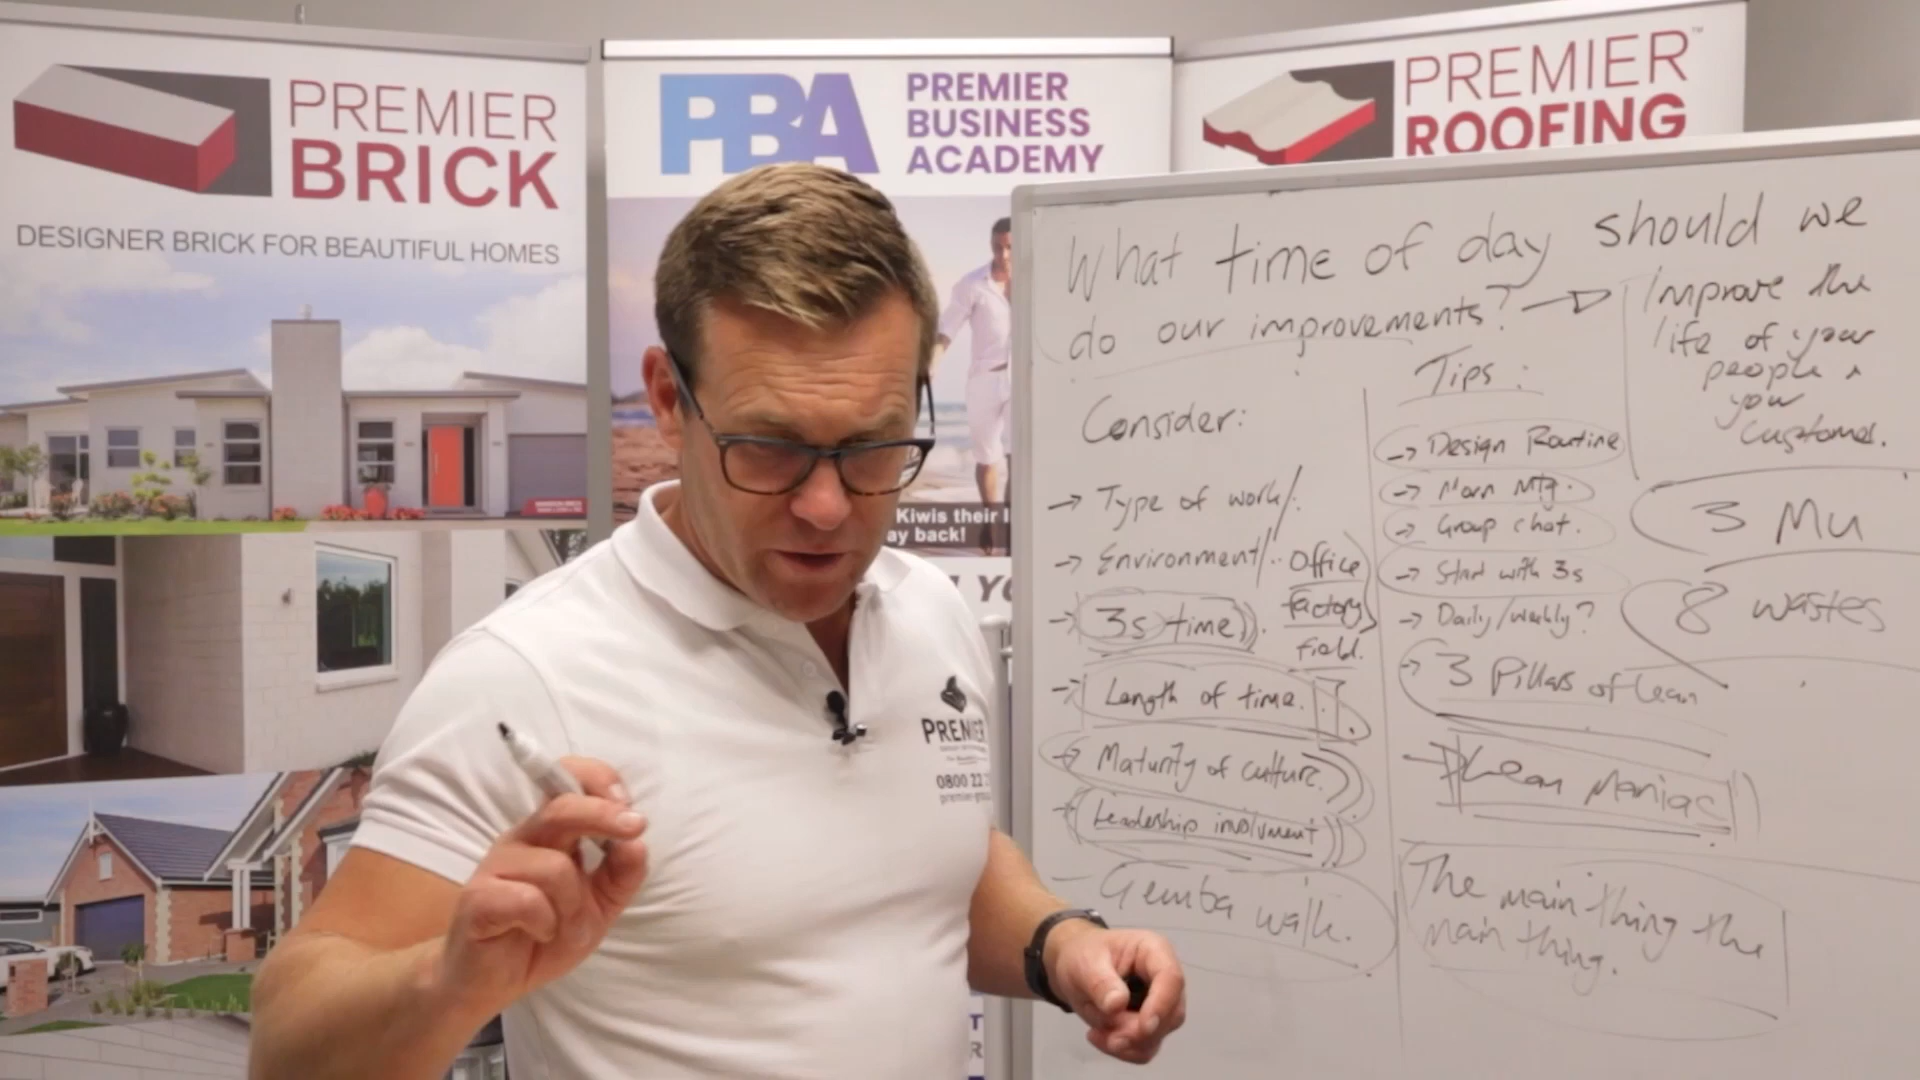 PREMIER
BRICK
DESIGNER BRICK FOR BEAUTIFUL HOMES
PBA
PREMIER
BUSINESS
ACADEMY
Kiwis their
ay back!
PREMIER™
ROOFING
PREMIER
0800 22
What time of day should we
do our improvements?
Improve the
life of your
people &
your
customer.
Consider:
→ Type of work/.
→ Environment/.. Office
Factory
Field.
→ 3s time
→ Length of time.
→ Maturity of culture.
→ Leadership involvment
- Gemba walk.
Tips:
→ Design Routine
→ Morn Mtg.
→ Group chat.
→ Start with 3s
→ Daily/weekly?
→ 3 Pillars of lean
→ Lean Maniac
The main thing the
main thing.
3 Mu
8 wastes